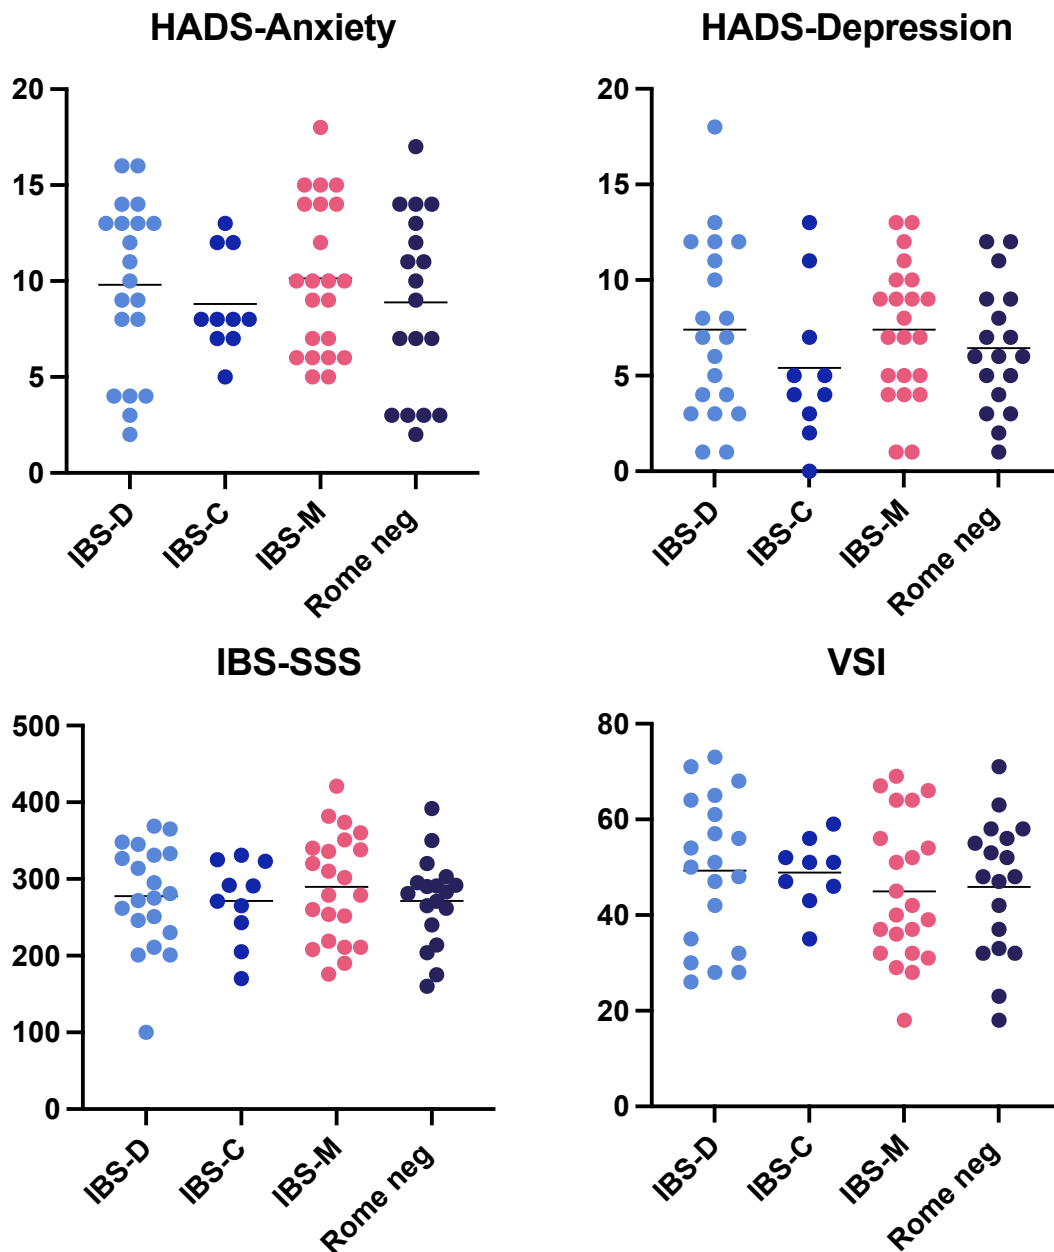 HADS-Anxiety
20
15
10
5
0
IBS-D
IBS-C
IBS-M
Rome neg
HADS-Depression
20
15
10
5
0
IBS-D
IBS-C
IBS-M
Rome neg
IBS-SSS
500
400
300
200
100
0
IBS-D
IBS-C
IBS-M
Rome neg
VSI
80
60
40
20
0
IBS-D
IBS-C
IBS-M
Rome neg